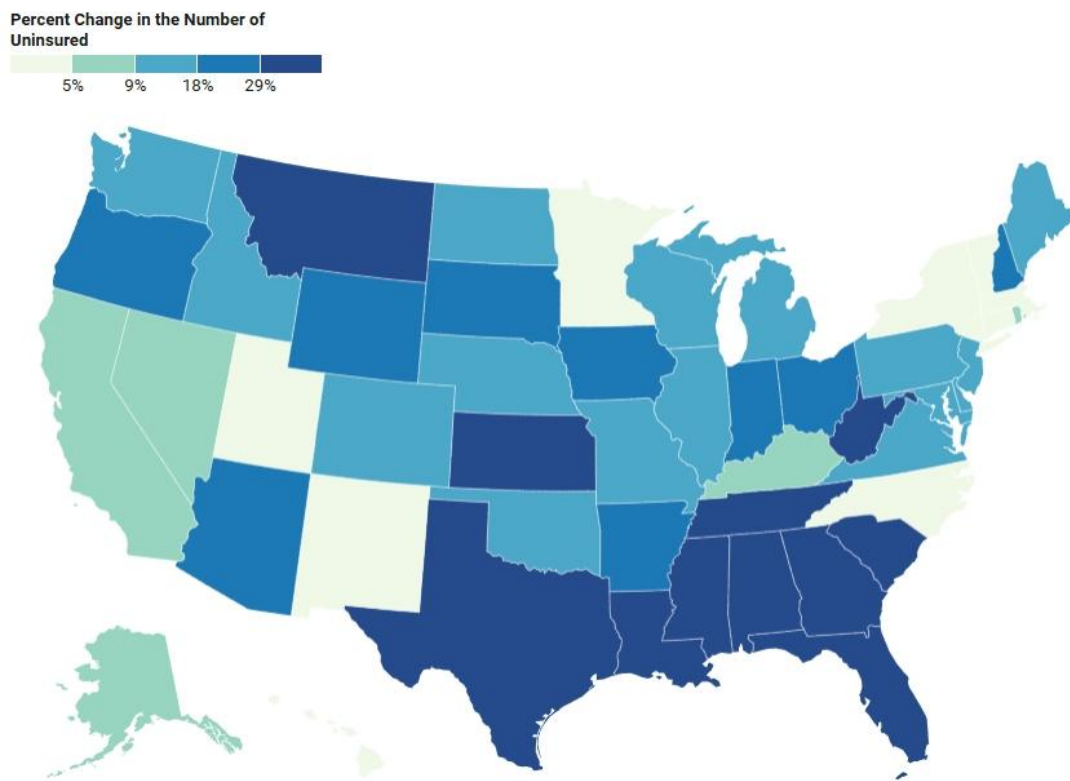 Percent Change in the Number of
Uninsured
5% 9% 18% 29%